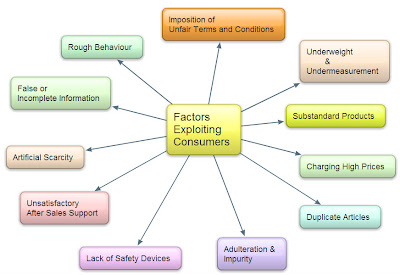 Imposition of
Unfair Terms and Conditions
Rough Behaviour
Underweight
&
Undermeasurement
False or
Incomplete Information
Factors
Exploiting
Consumers
Substandard Products
Artificial Scarcity
Charging High Prices
Unsatisfactory
After Sales Support
Duplicate Articles
Lack of Safety Devices
Adulteration &
Impurity